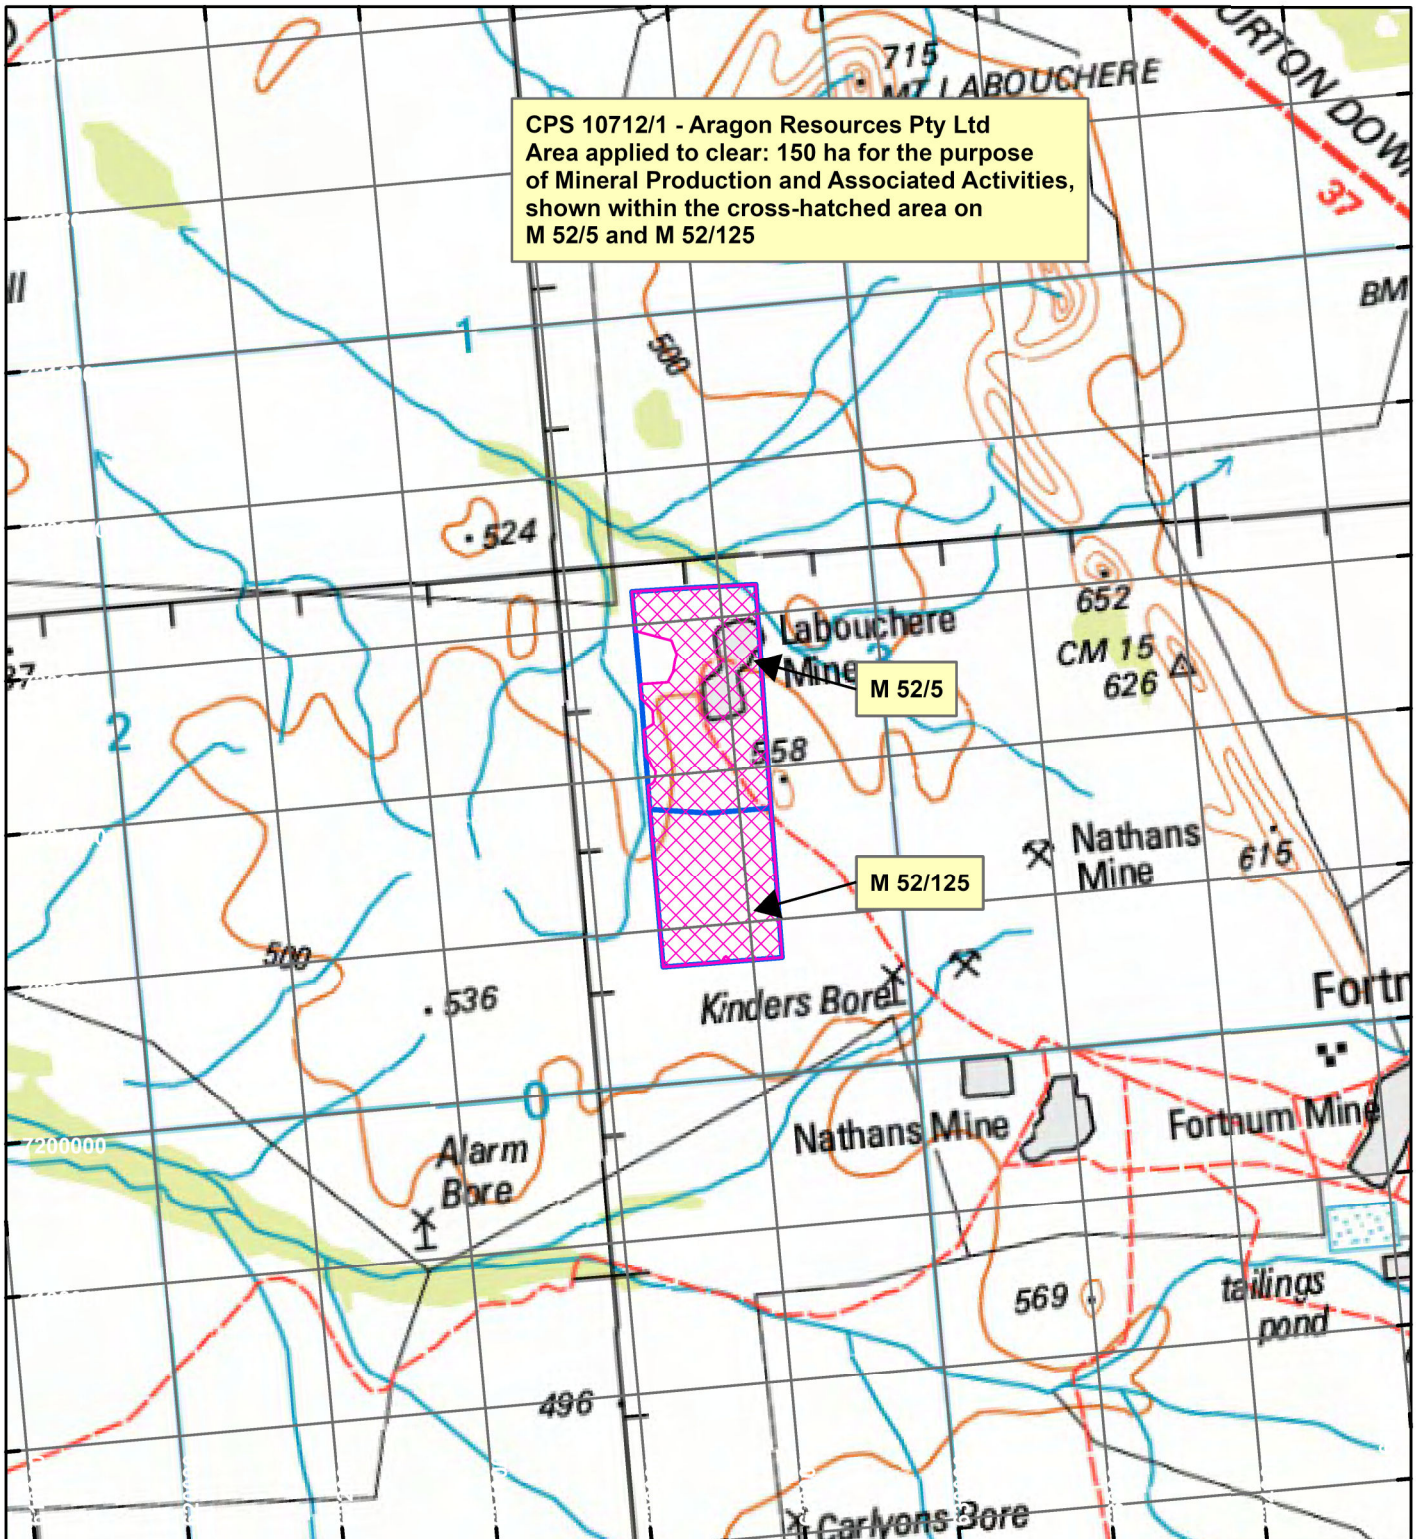 715
MT LABOUCHERE
CPS 10712/1 - Aragon Resources Pty Ltd
Area applied to clear: 150 ha for the purpose
of Mineral Production and Associated Activities,
shown within the cross-hatched area on
M 52/5 and M 52/125
37
BM
1
500
524
652
Labouchere
Mine
CM 15
626
M 52/5
2
558
Nathans
Mine
615
M 52/125
500
536
Kinders Bore
Fortn
0
Nathans Mine
Fortnum Mine
7200000
Alarm
Bore
569
tailings
pond
496
Carlyons Bore